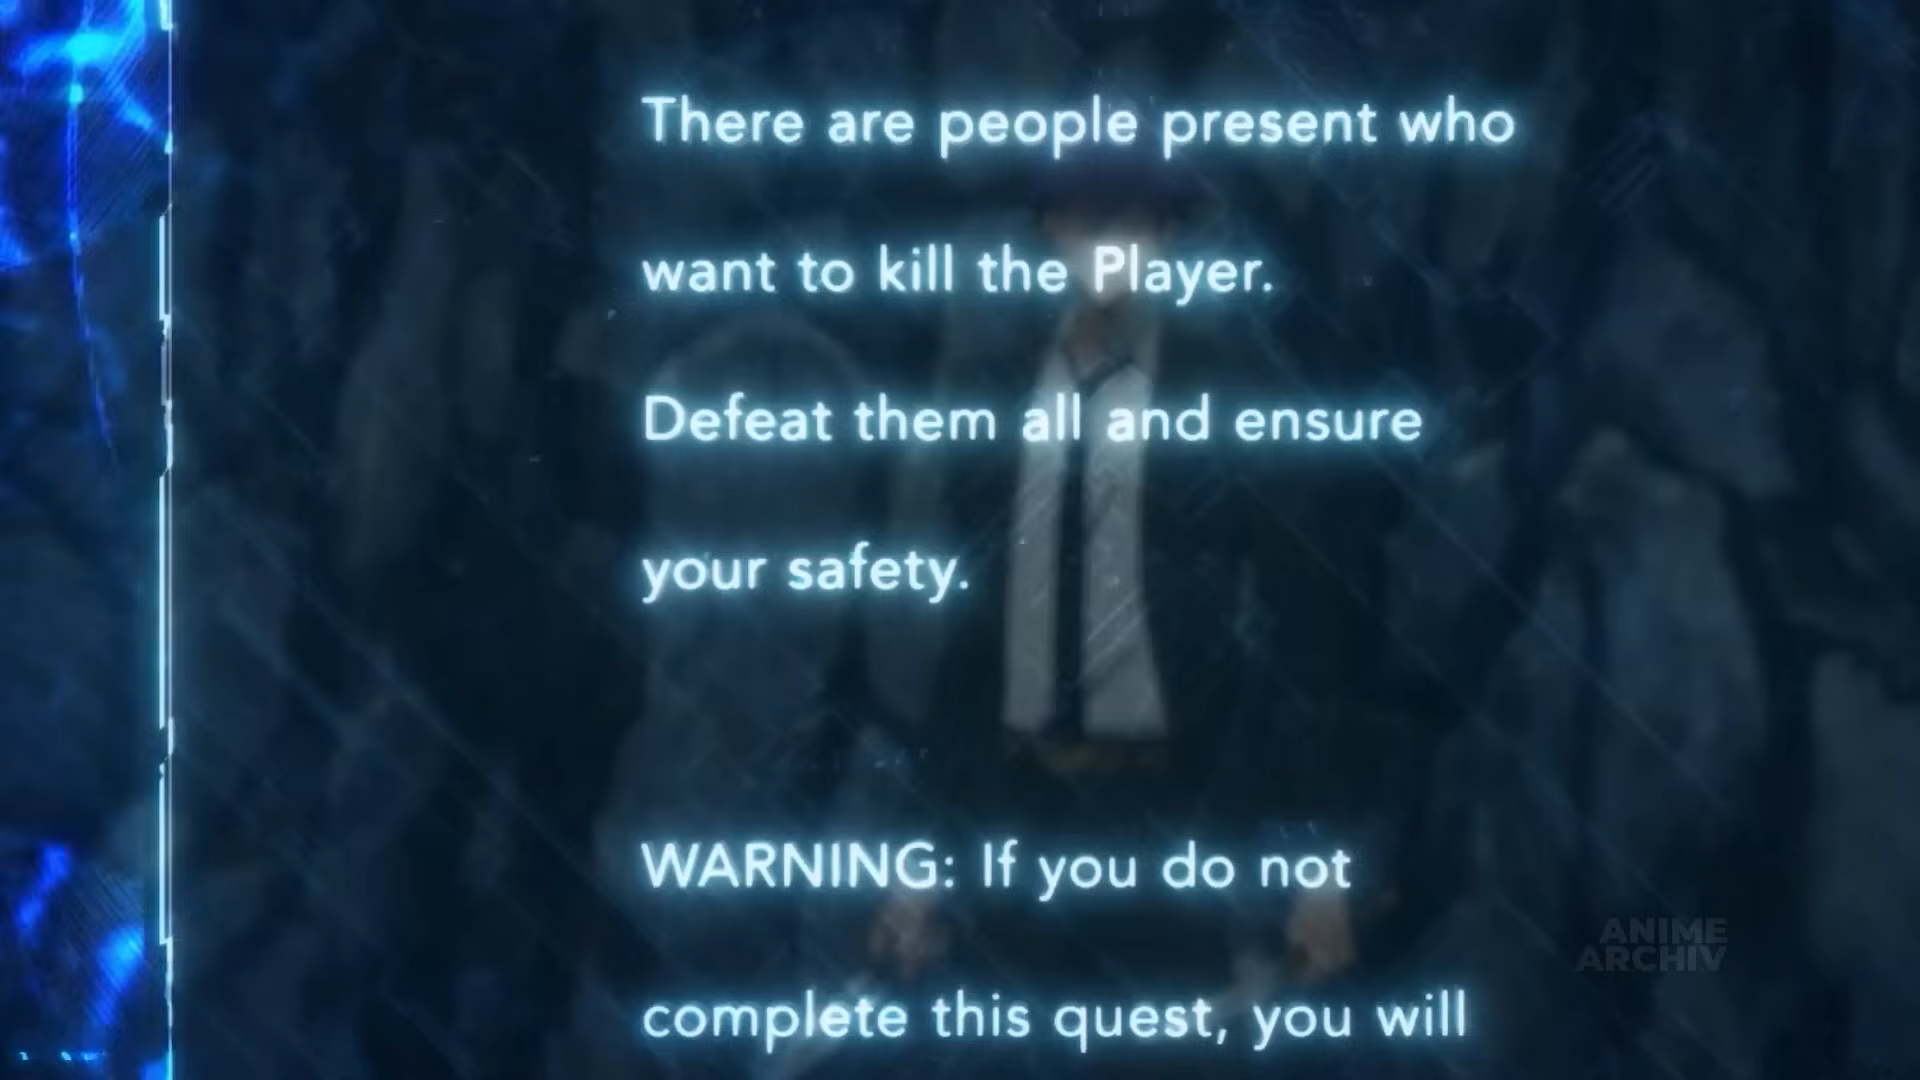 There are people present who
want to kill the Player.
Defeat them all and ensure
your safety.
WARNING: If you do not
complete this quest, you will
ANIME
ARCHIV